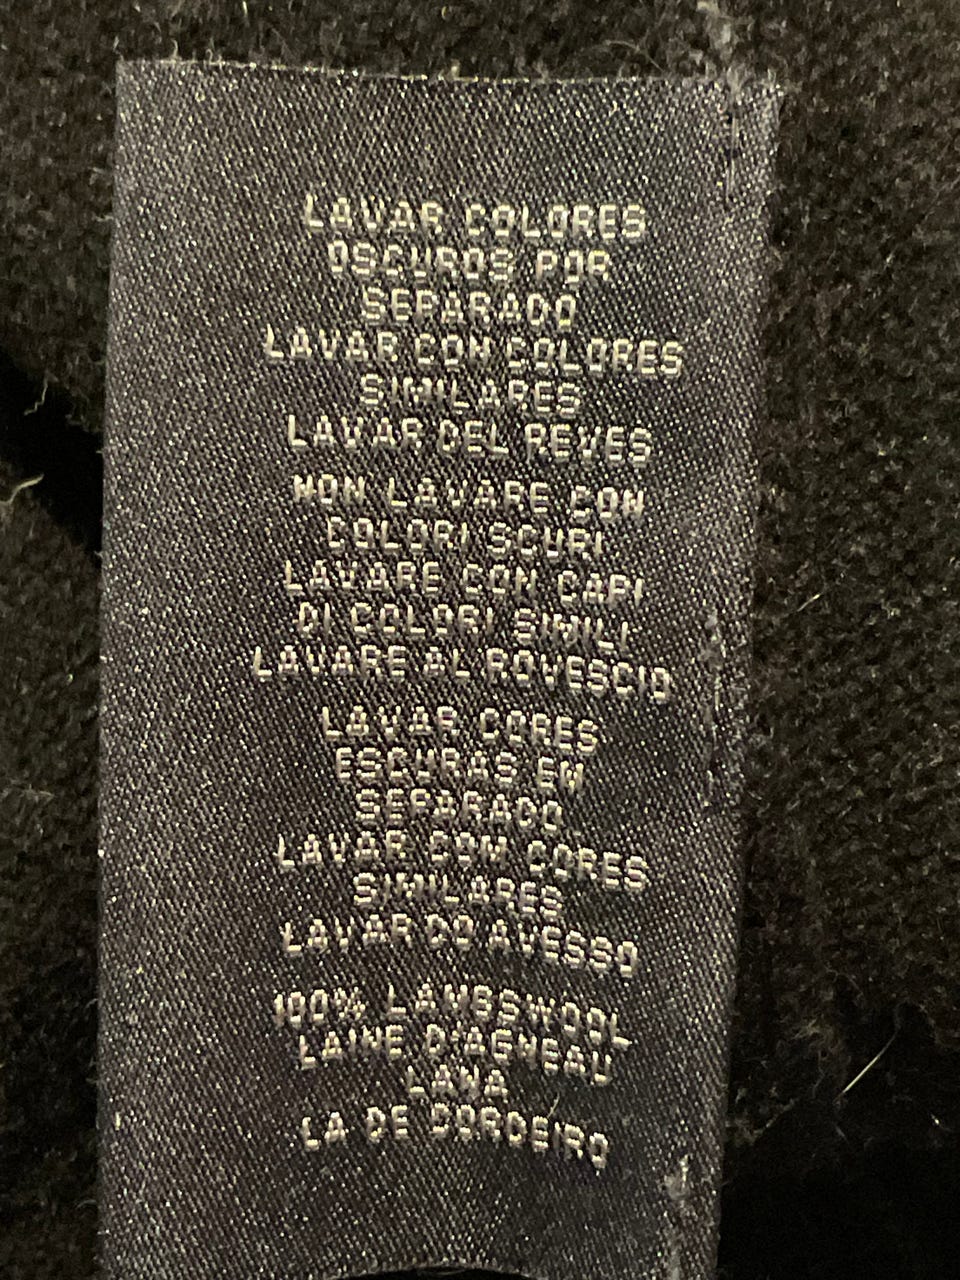 LAVAR COLORES
OSCUROS POR
SEPARADO
LAVAR CON COLORES
SIMILARES
LAVAR DEL REVES
NON LAVARE CON
COLORI SCURI
LAVARE CON CAPI
DI COLORI SIMILI
LAVARE AL ROVESCIO
LAVAR CORES
ESCURAS EM
SEPARADO
LAVAR COM CORES
SIMILARES
LAVAR DO AVESSO
100% LAMBSWOOL
LAINE D'AGNEAU
LANA
LA DE CORDEIRO